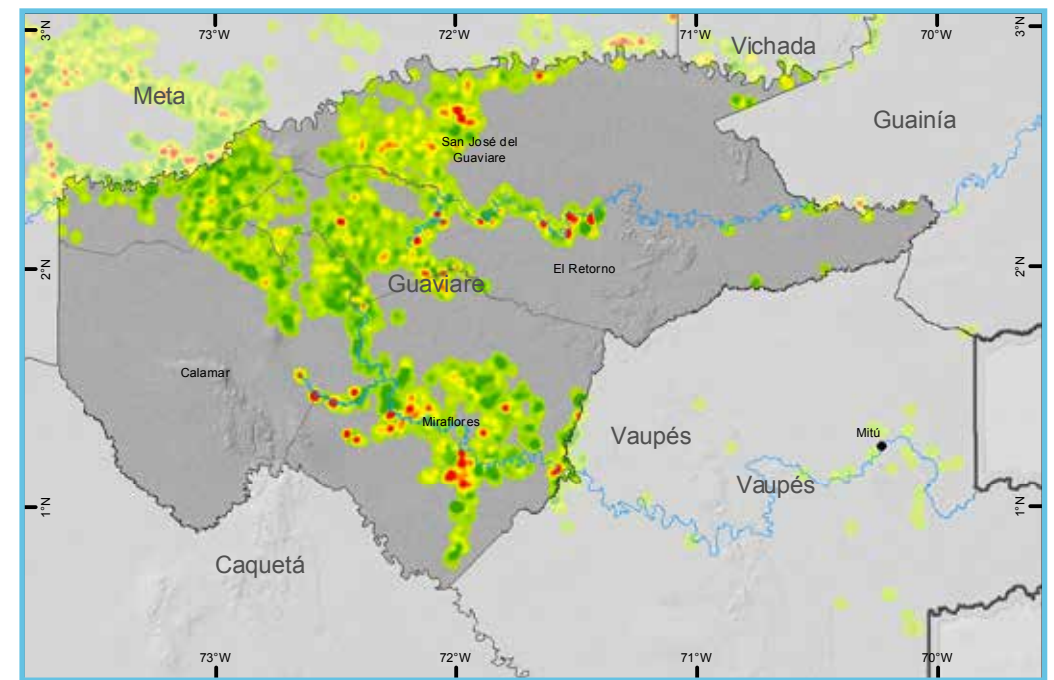 73°W
72°W
71°W
70°W
3°N
3°N
Vichada
Meta
Guainía
San José del
Guaviare
2°N
El Retorno
2°N
Guaviare
Calamar
Miraflores
Vaupés
Mitú
Vaupés
1°N
1°N
Caquetá
73°W
72°W
71°W
70°W